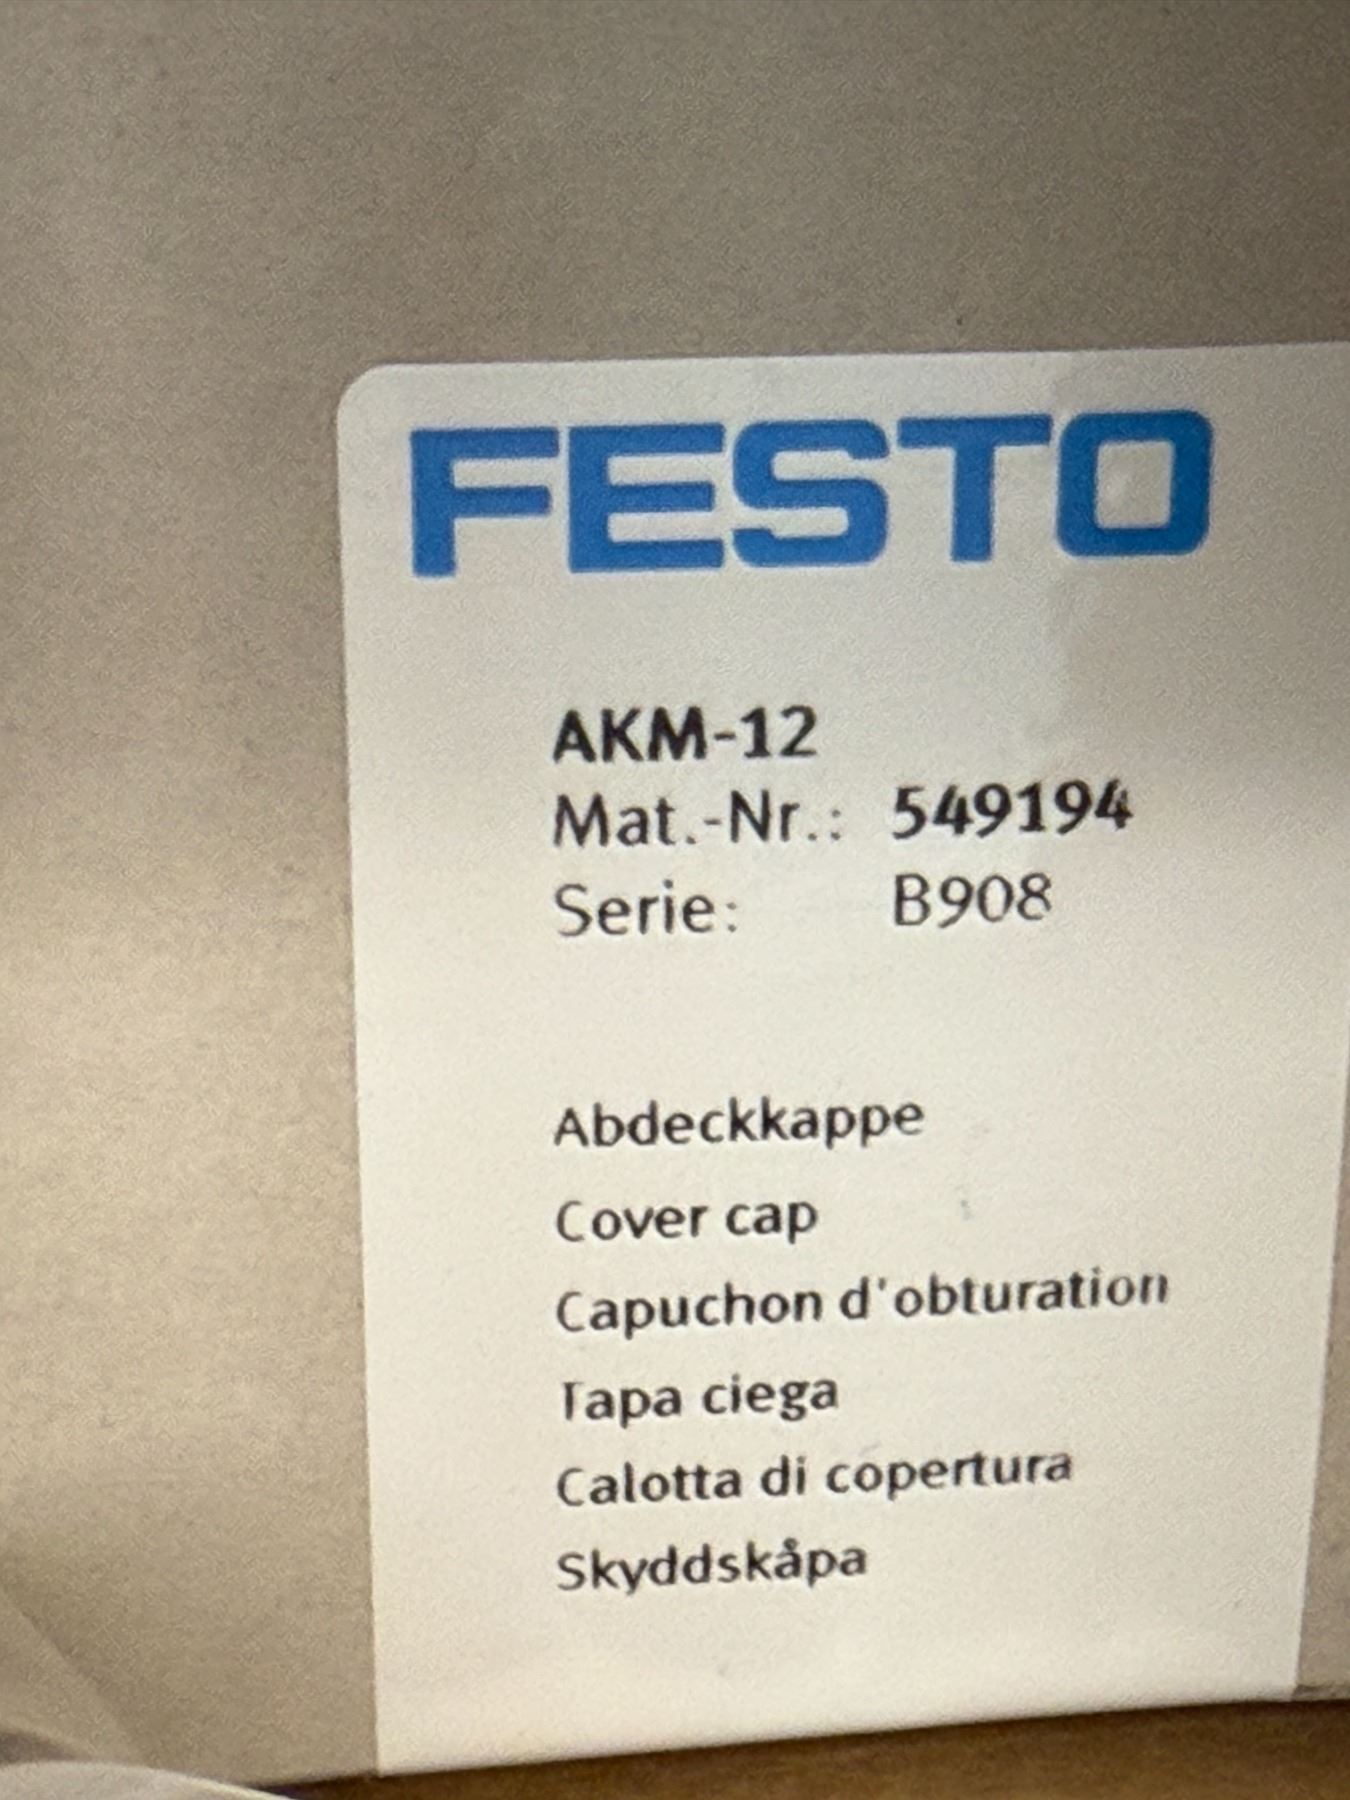 FESTO
AKM-12
Mat.-Nr.: 549194
Serie: B908
Abdeckkappe
Cover cap
Capuchon d'obturation
Tapa ciega
Calotta di copertura
Skyddskåpa